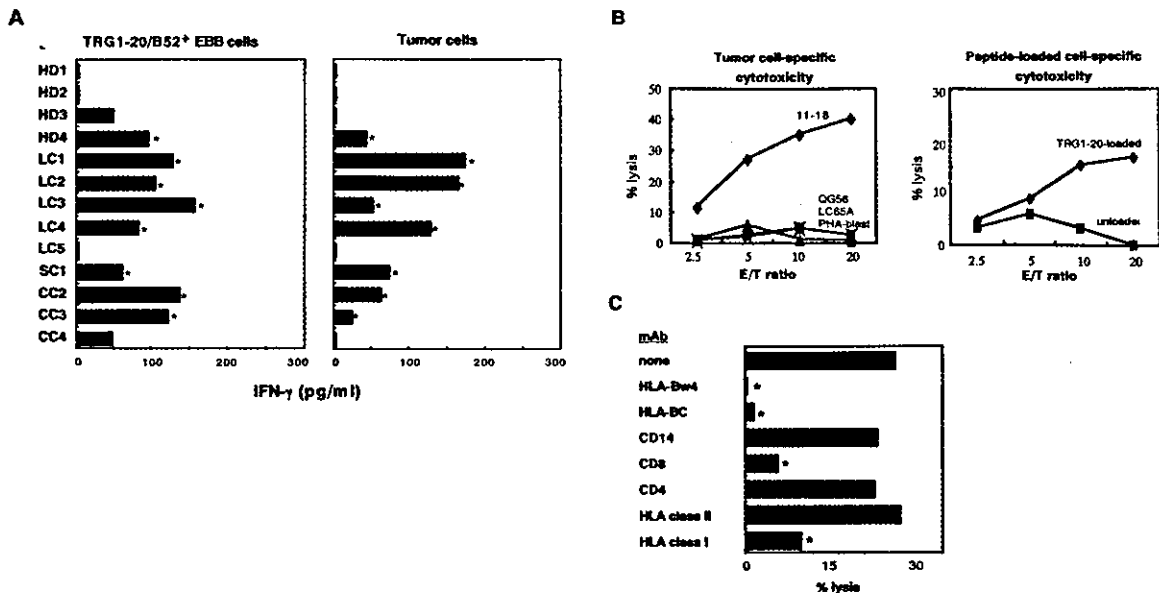 A
TRG1-20/B52+ EBB cells
Tumor cells
HD1
HD2
HD3
HD4
LC1
LC2
LC3
LC4
LC5
SC1
CC2
CC3
CC4
0 100 200 300
0 100 200 300
IFN-γ (pg/ml)
B
Tumor cell-specific
cytotoxicity
% lysis
50
40
30
20
10
0
11-18
QG56
LC65A
PHA-blast
2.5 5 10 20
E/T ratio
Peptide-loaded cell-specific
cytotoxicity
% lysis
30
20
10
0
TRG1-20-loaded
unloaded
2.5 5 10 20
E/T ratio
C
mAb
none
HLA-Bw4
HLA-BC
CD14
CD8
CD4
HLA class II
HLA class I
0 15 30
% lysis